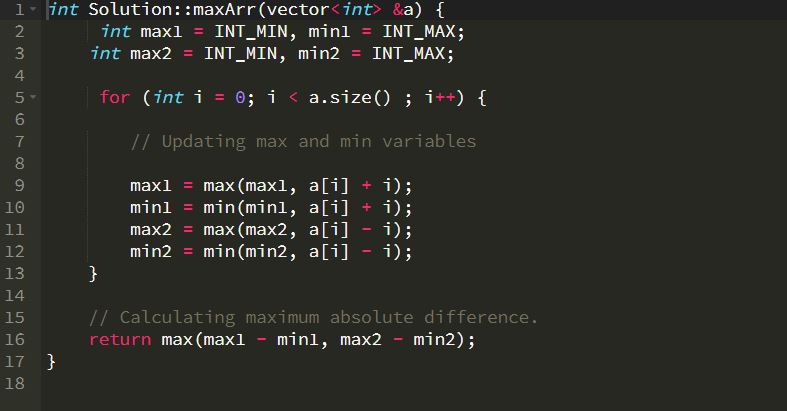 1 int Solution::maxArr(vector<int> &a) {
2 int max1 = INT_MIN, min1 = INT_MAX;
3 int max2 = INT_MIN, min2 = INT_MAX;
4
5 for (int i = 0; i < a.size() ; i++) {
6
7 // Updating max and min variables
8
9 max1 = max(max1, a[i] + i);
10 min1 = min(min1, a[i] + i);
11 max2 = max(max2, a[i] - i);
12 min2 = min(min2, a[i] - i);
13 }
14
15 // Calculating maximum absolute difference.
16 return max(max1 - min1, max2 - min2);
17 }
18